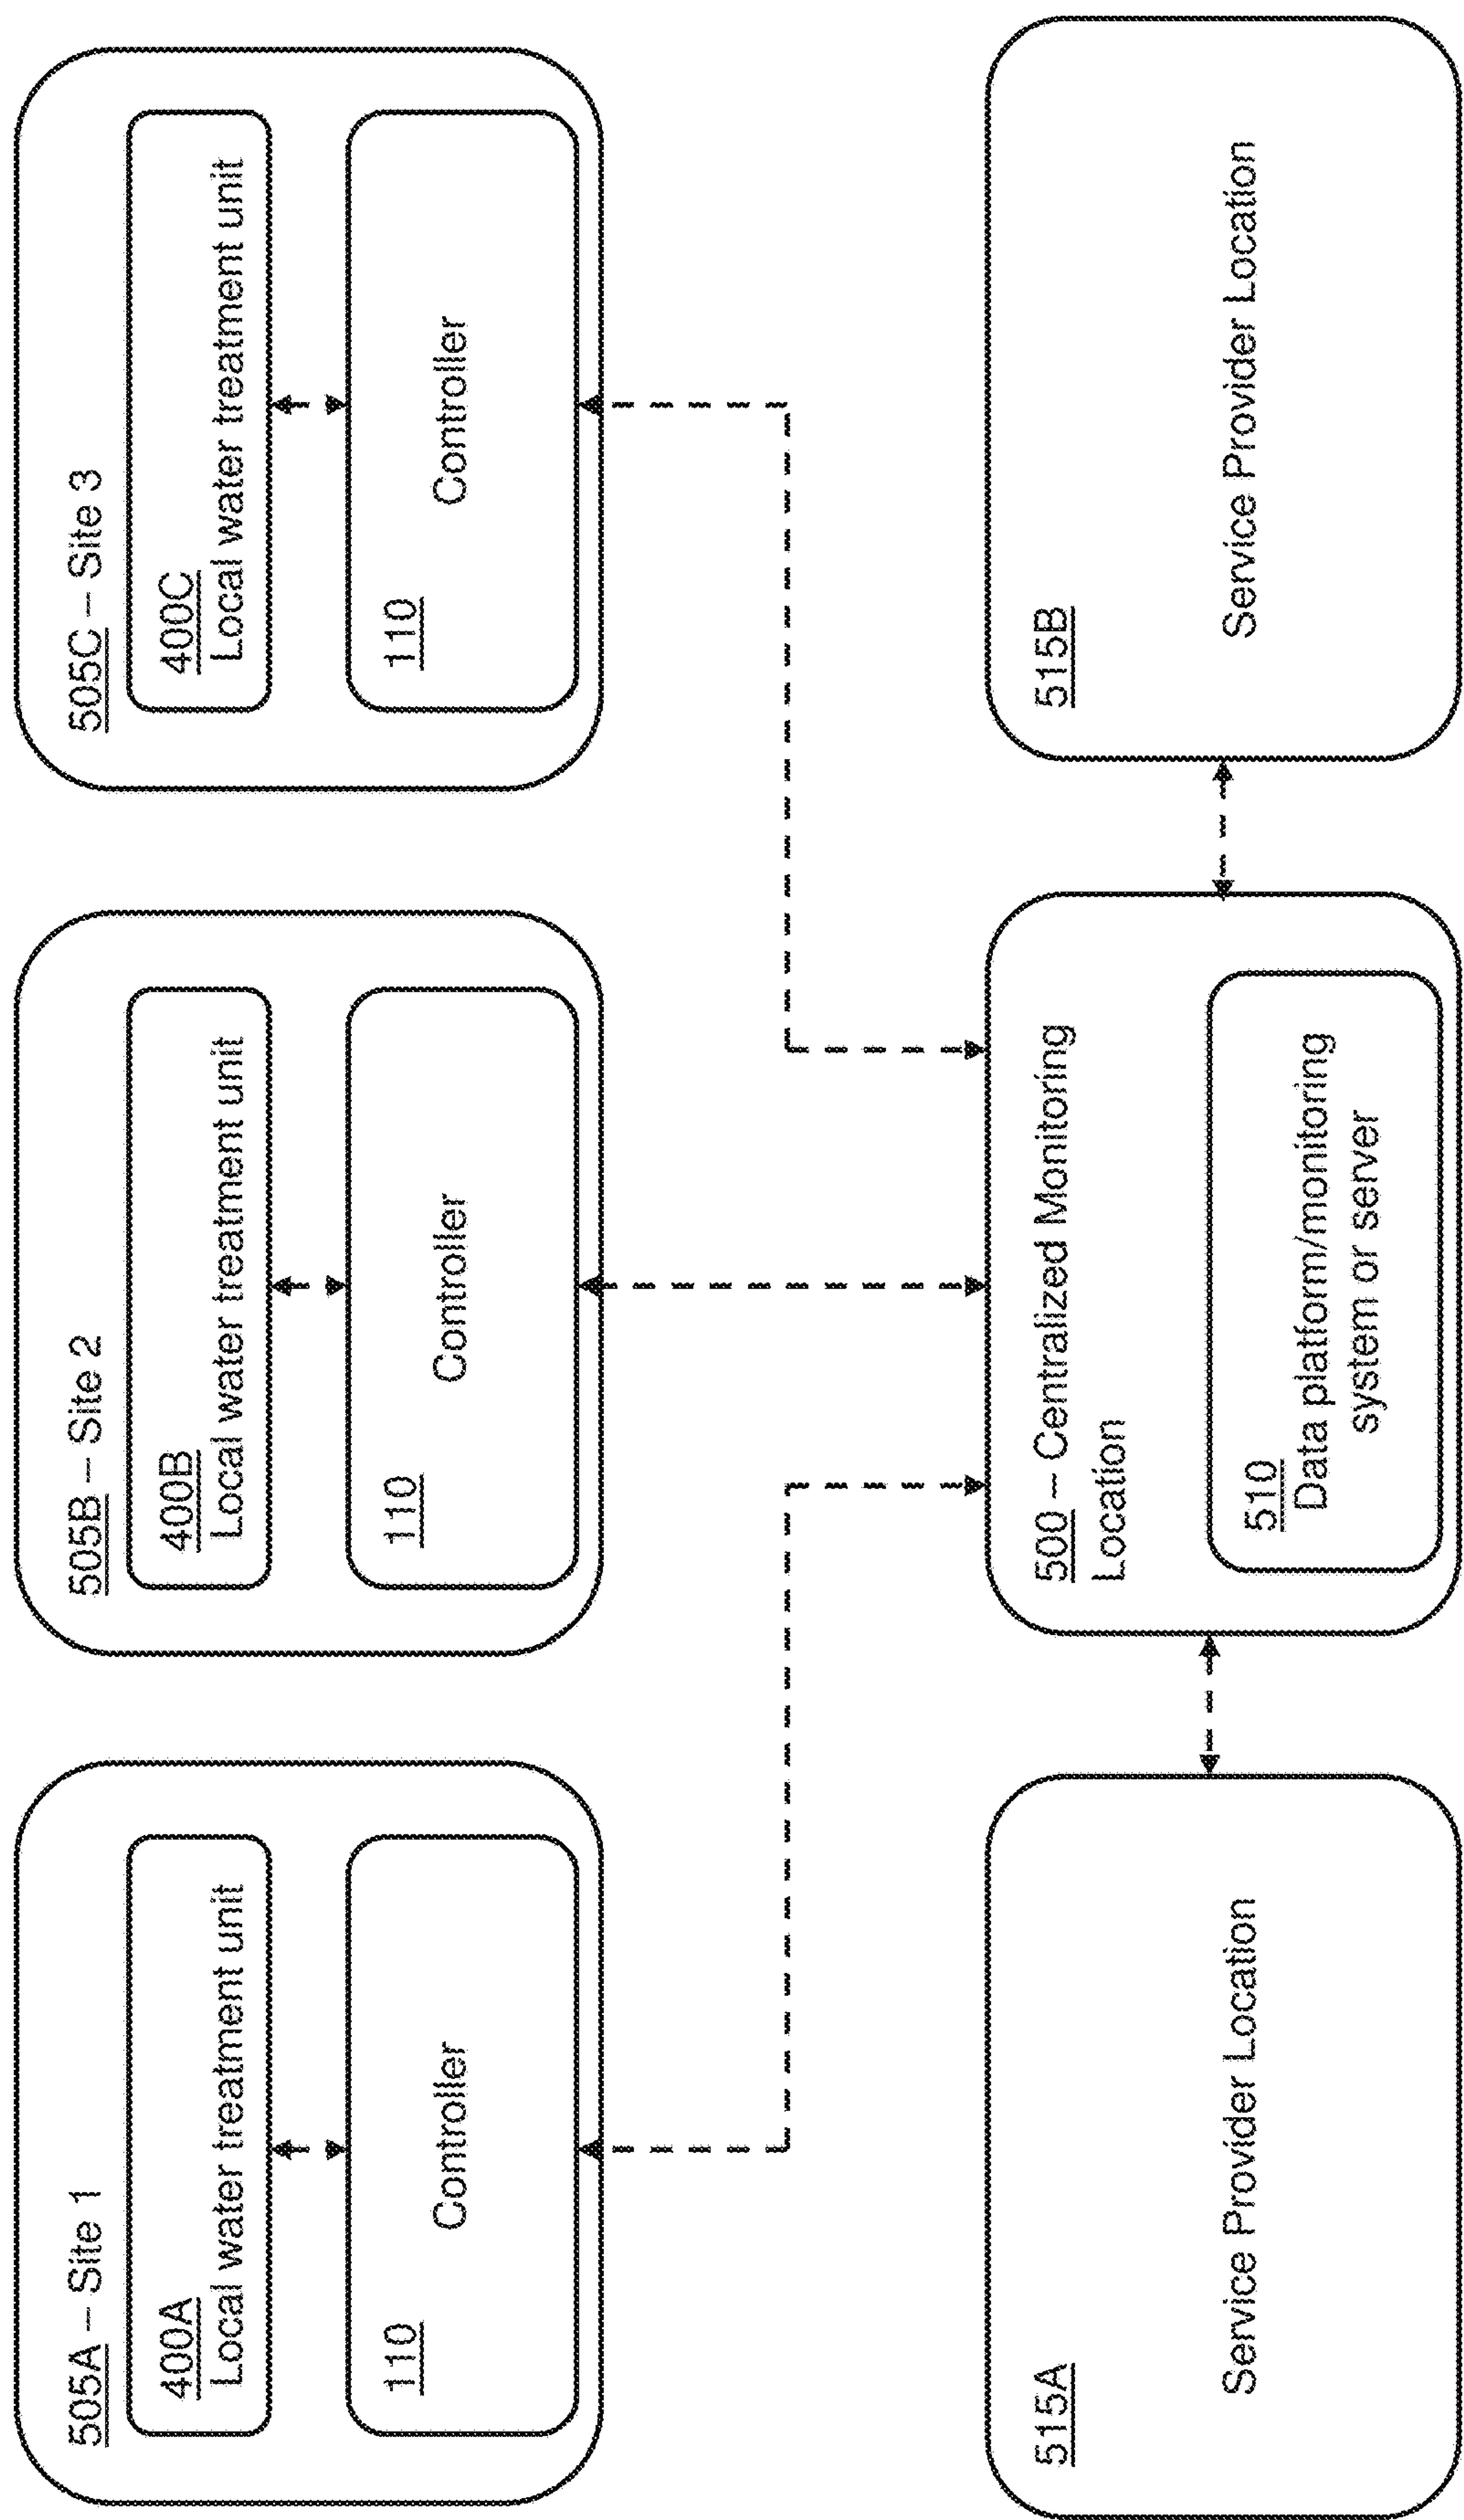 505A – Site 1
400A
Local water treatment unit
110
Controller
505B – Site 2
400B
Local water treatment unit
110
Controller
505C – Site 3
400C
Local water treatment unit
110
Controller
515A
Service Provider Location
500 – Centralized Monitoring
Location
510
Data platform/monitoring
system or server
515B
Service Provider Location